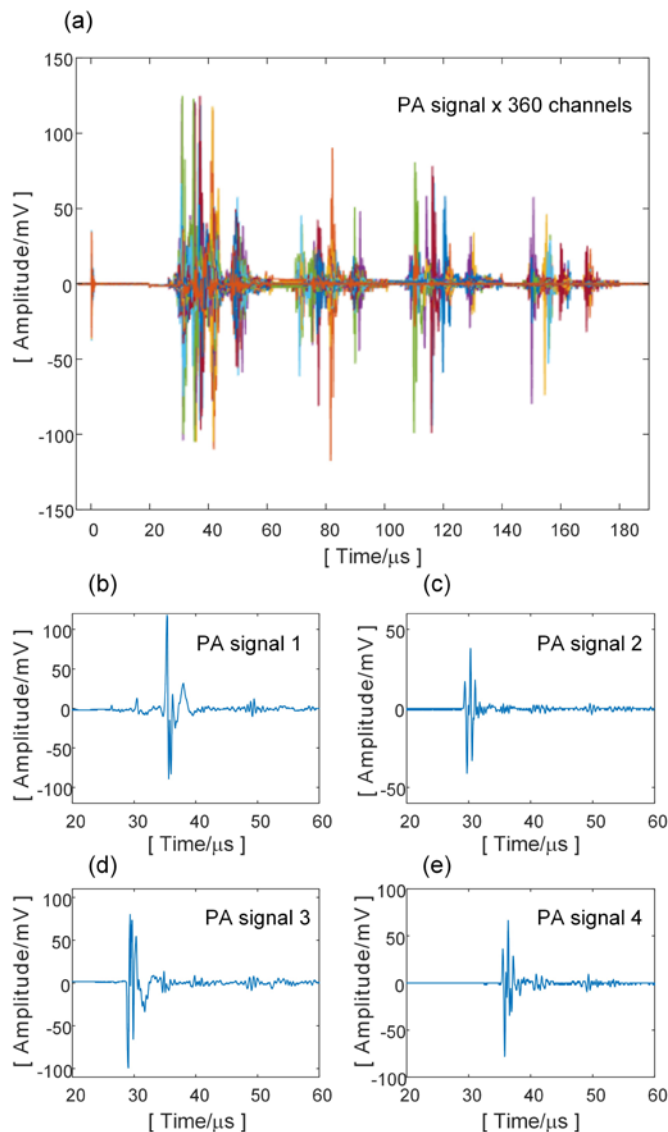 (a)
150
100
50
0
-50
-100
-150
[ Amplitude/mV ]
PA signal x 360 channels
0 20 40 60 80 100 120 140 160 180
[ Time/μs ]
(b)
100
50
0
-50
-100
[ Amplitude/mV ]
PA signal 1
20 30 40 50 60
[ Time/μs ]
(c)
50
0
-50
[ Amplitude/mV ]
PA signal 2
20 30 40 50 60
[ Time/μs ]
(d)
100
50
0
-50
-100
[ Amplitude/mV ]
PA signal 3
20 30 40 50 60
[ Time/μs ]
(e)
100
50
0
-50
-100
[ Amplitude/mV ]
PA signal 4
20 30 40 50 60
[ Time/μs ]